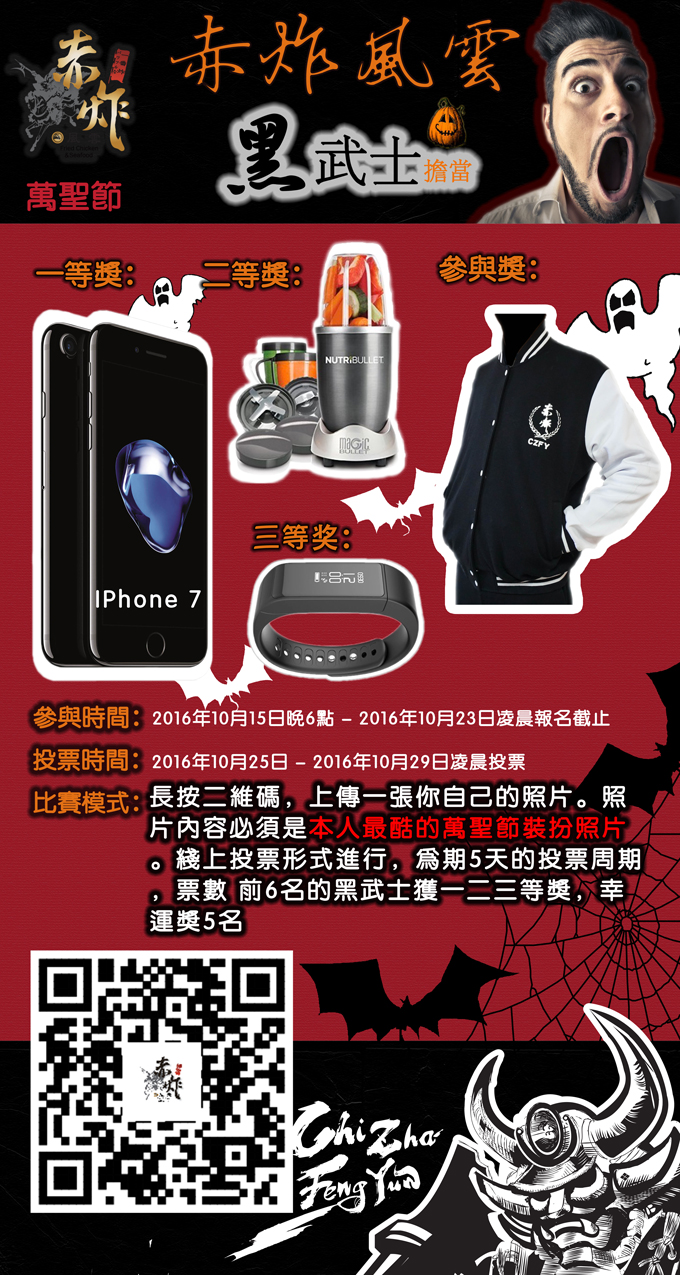 赤炸
赤炸風雲
黑武士擔當
萬聖節
一等獎：
二等獎：
參與獎：
NUTRiBULLET.
magic
BULLET
赤炸
CZFY
三等奖：
IPhone 7
參與時間：2016年10月15日晚6點 – 2016年10月23日凌晨報名截止
投票時間：2016年10月25日 – 2016年10月29日凌晨投票
比賽模式：長按二維碼，上傳一張你自己的照片。照
片內容必須是本人最酷的萬聖節裝扮照片
。綫上投票形式進行，爲期5天的投票周期
，票數 前6名的黑武士獲一二三等獎，幸
運獎5名
赤炸
Chi Zha
Feng Yun